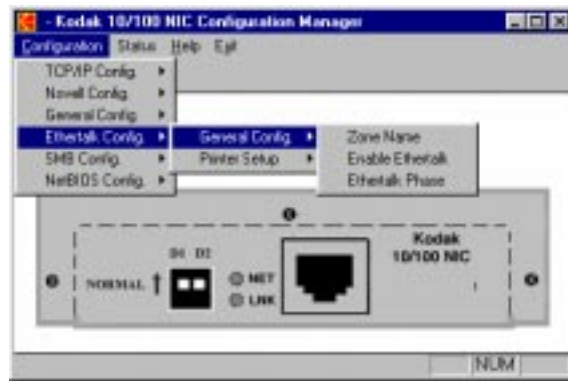 - Kodak 10/100 NIC Configuration Manager
Configuration Status Help Exit
TCP/IP Config.
Novell Config.
General Config.
Ethertalk Config.
SMB Config.
NetBIOS Config.
General Config.
Printer Setup
Zone Name
Enable Ethertalk
Ethertalk Phase
Kodak
10/100 NIC
D1 D2
NORMAL
NET
LNK
NUM